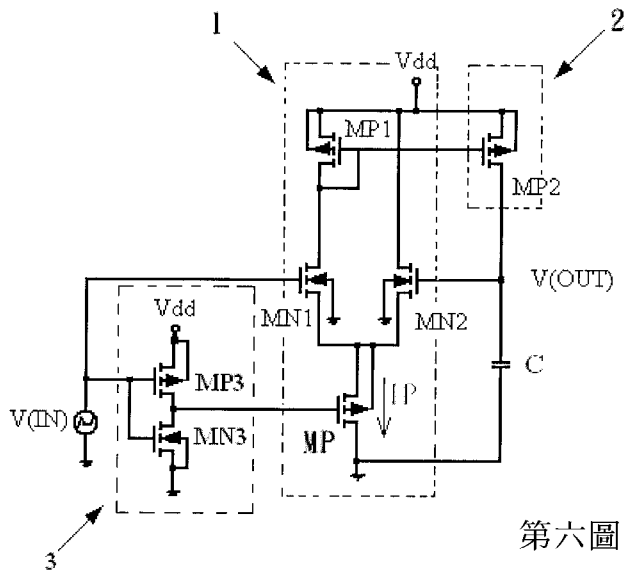 1
2
Vdd
MP1
MP2
V(OUT)
MN1
MN2
Vdd
MP3
C
IP
V(IN)
MN3
MP
3
第六圖